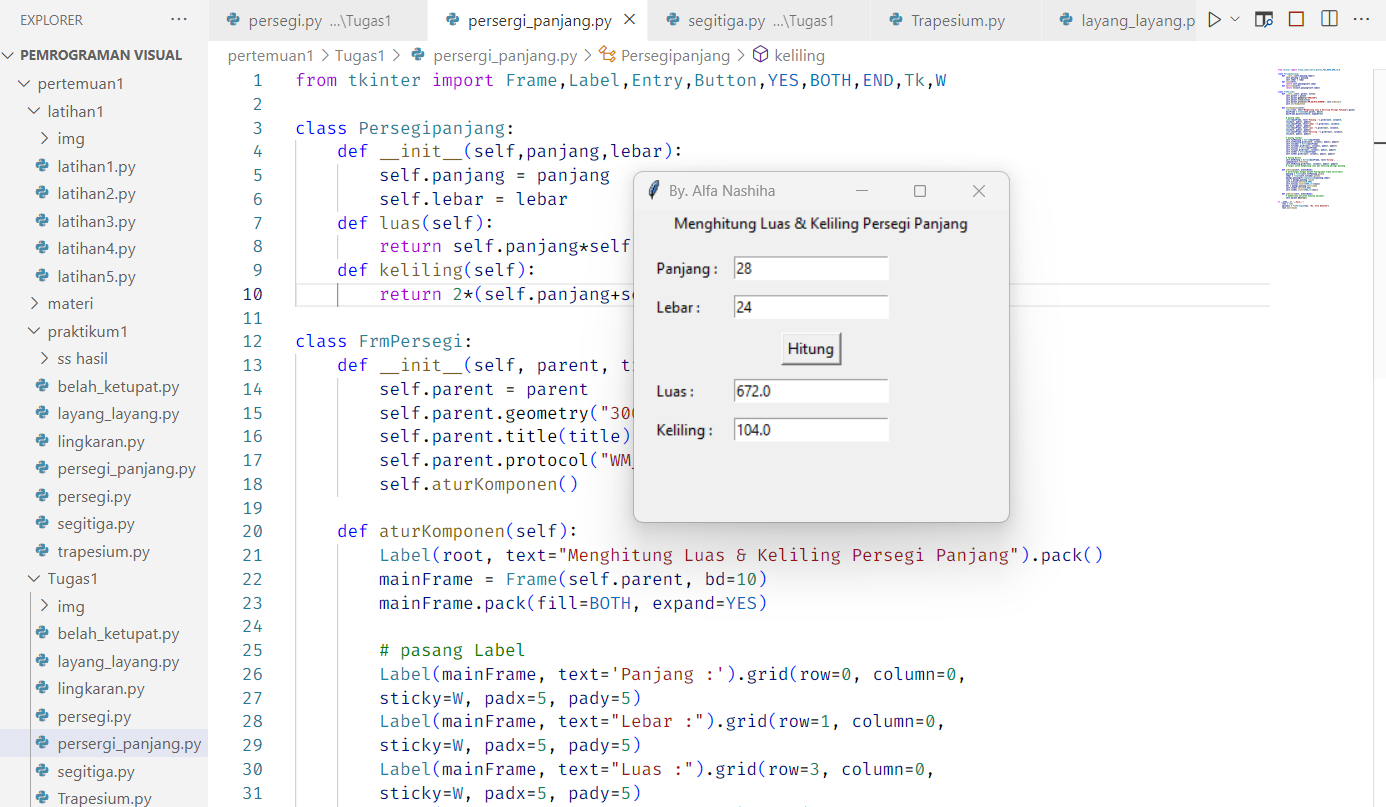 EXPLORER
PEMROGRAMAN VISUAL
pertemuan1
latihan1
img
latihan1.py
latihan2.py
latihan3.py
latihan4.py
latihan5.py
materi
praktikum1
ss hasil
belah_ketupat.py
layang_layang.py
lingkaran.py
persegi_panjang.py
persegi.py
segitiga.py
trapesium.py
Tugas1
img
belah_ketupat.py
layang_layang.py
lingkaran.py
persegi.py
persergi_panjang.py
segitiga.py
Trapesium.py
persegi.py ...\Tugas1
persergi_panjang.py
segitiga.py ...\Tugas1
Trapesium.py
layang_layang.p
pertemuan1 > Tugas1 > persergi_panjang.py > Persegipanjang > keliling
1 from tkinter import Frame,Label,Entry,Button,YES,BOTH,END,Tk,W
2
3 class Persegipanjang:
4 def __init__(self,panjang,lebar):
5 self.panjang = panjang
6 self.lebar = lebar
7 def luas(self):
8 return self.panjang*self
9 def keliling(self):
10 return 2*(self.panjang+se
11
12 class FrmPersegi:
13 def __init__(self, parent, ti
14 self.parent = parent
15 self.parent.geometry("300
16 self.parent.title(title)
17 self.parent.protocol("WM_
18 self.aturKomponen()
19
20 def aturKomponen(self):
21 Label(root, text="Menghitung Luas & Keliling Persegi Panjang").pack()
22 mainFrame = Frame(self.parent, bd=10)
23 mainFrame.pack(fill=BOTH, expand=YES)
24
25 # pasang Label
26 Label(mainFrame, text='Panjang :').grid(row=0, column=0,
27 sticky=W, padx=5, pady=5)
28 Label(mainFrame, text="Lebar :").grid(row=1, column=0,
29 sticky=W, padx=5, pady=5)
30 Label(mainFrame, text="Luas :").grid(row=3, column=0,
31 sticky=W, padx=5, pady=5)
By. Alfa Nashiha
Menghitung Luas & Keliling Persegi Panjang
Panjang : 28
Lebar : 24
Hitung
Luas : 672.0
Keliling : 104.0